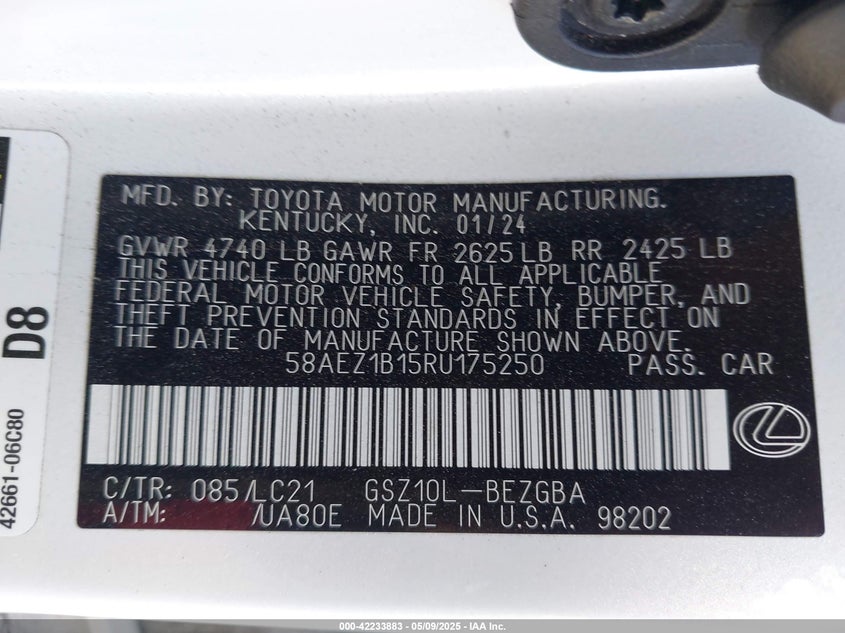 MFD. BY: TOYOTA MOTOR MANUFACTURING.
KENTUCKY, INC. 01/24
GVWR 4740 LB GAWR FR 2625 LB RR 2425 LB
THIS VEHICLE CONFORMS TO ALL APPLICABLE
FEDERAL MOTOR VEHICLE SAFETY, BUMPER, AND
THEFT PREVENTION STANDARDS IN EFFECT ON
THE DATE OF MANUFACTURE SHOWN ABOVE.
58AEZ1B15RU175250 PASS. CAR
C/TR: 085/LC21 GSZ10L-BEZGBA
A/TM: /UA80E MADE IN U.S.A. 98202
D8
42661-06C80
000-42233883 - 05/09/2025 - IAA Inc.